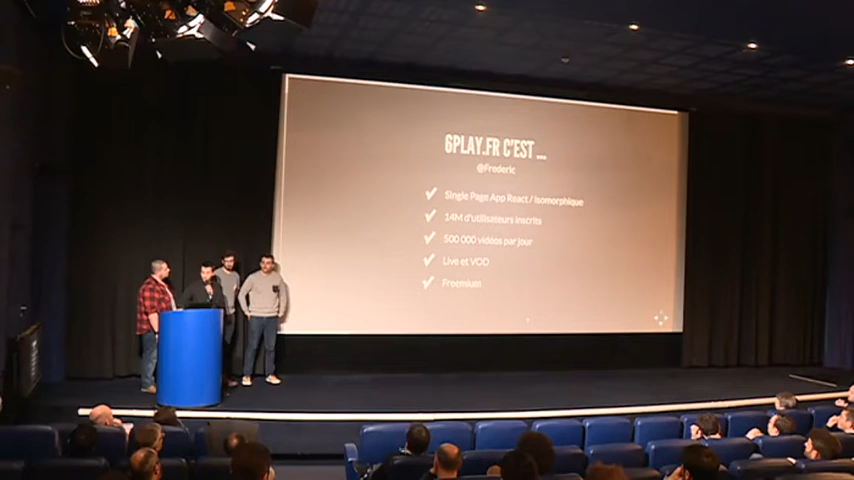 6PLAY.FR C'EST ...
@Frederic
Single Page App React / Isomorphique
14M d'utilisateurs inscrits
500 000 vidéos par jour
Live et VOD
Freemium